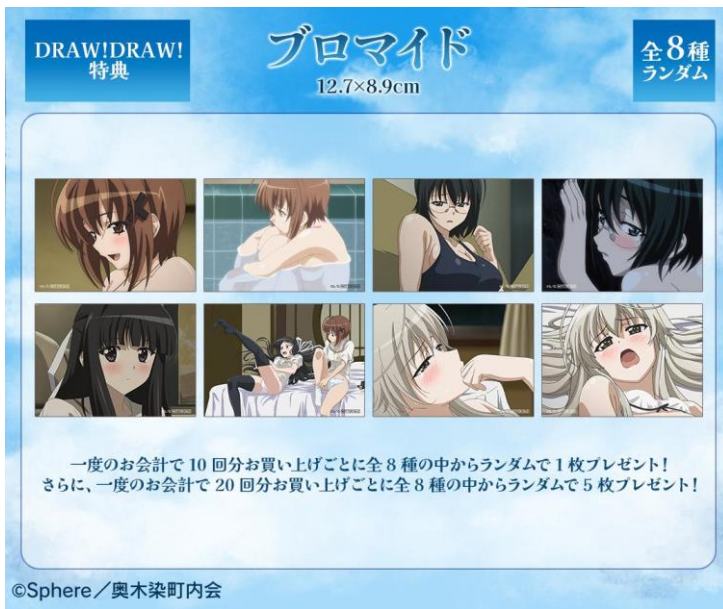 DRAW!DRAW!
特典
ブロマイド
12.7×8.9cm
全8種
ランダム
一度のお会計で 10 回分お買い上げごとに全 8 種の中からランダムで 1 枚プレゼント!
さらに、一度のお会計で 20 回分お買い上げごとに全 8 種の中からランダムで 5 枚プレゼント!
©Sphere／奥木染町内会